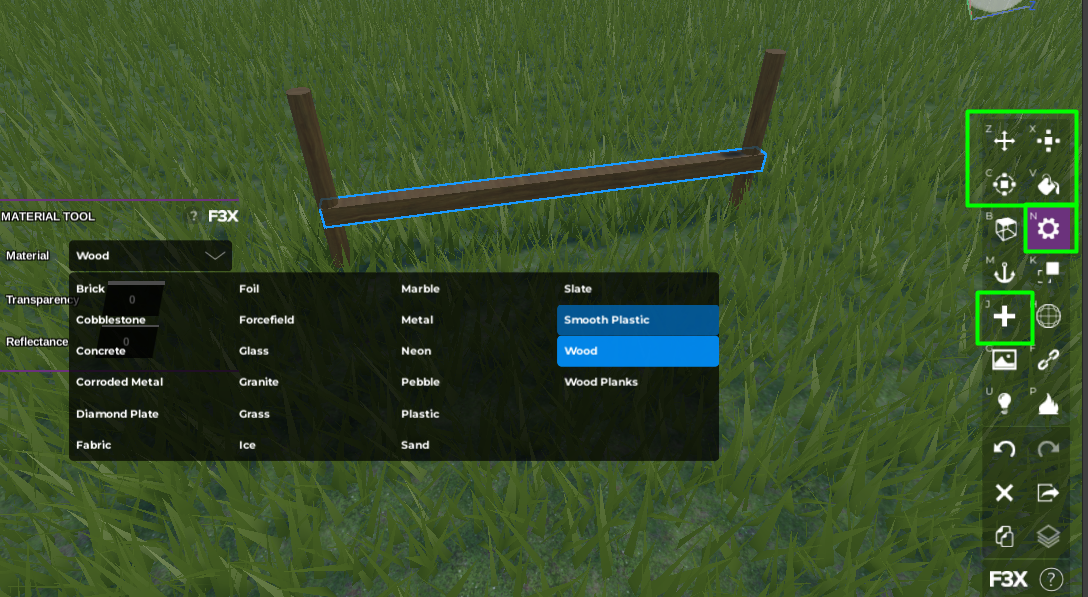 MATERIAL TOOL ? F3X
Material Wood
Transparency 0
Reflectance 0
Brick Foil Marble Slate
Cobblestone Forcefield Metal Smooth Plastic
Concrete Glass Neon Wood
Corroded Metal Granite Pebble Wood Planks
Diamond Plate Grass Plastic
Fabric Ice Sand
Z X
C V
B N
M K
J
U P
F3X ?